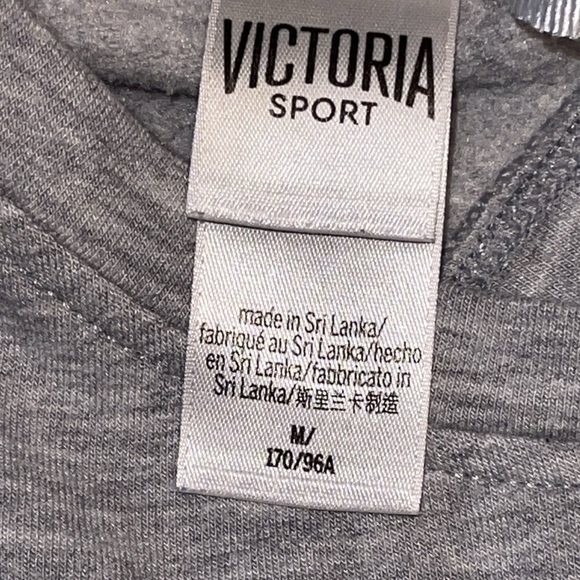 VICTORIA
SPORT
made in Sri Lanka/
fabriqué au Sri Lanka/hecho
en Sri Lanka/fabbricato in
Sri Lanka/斯里兰卡制造
M/
170/96A